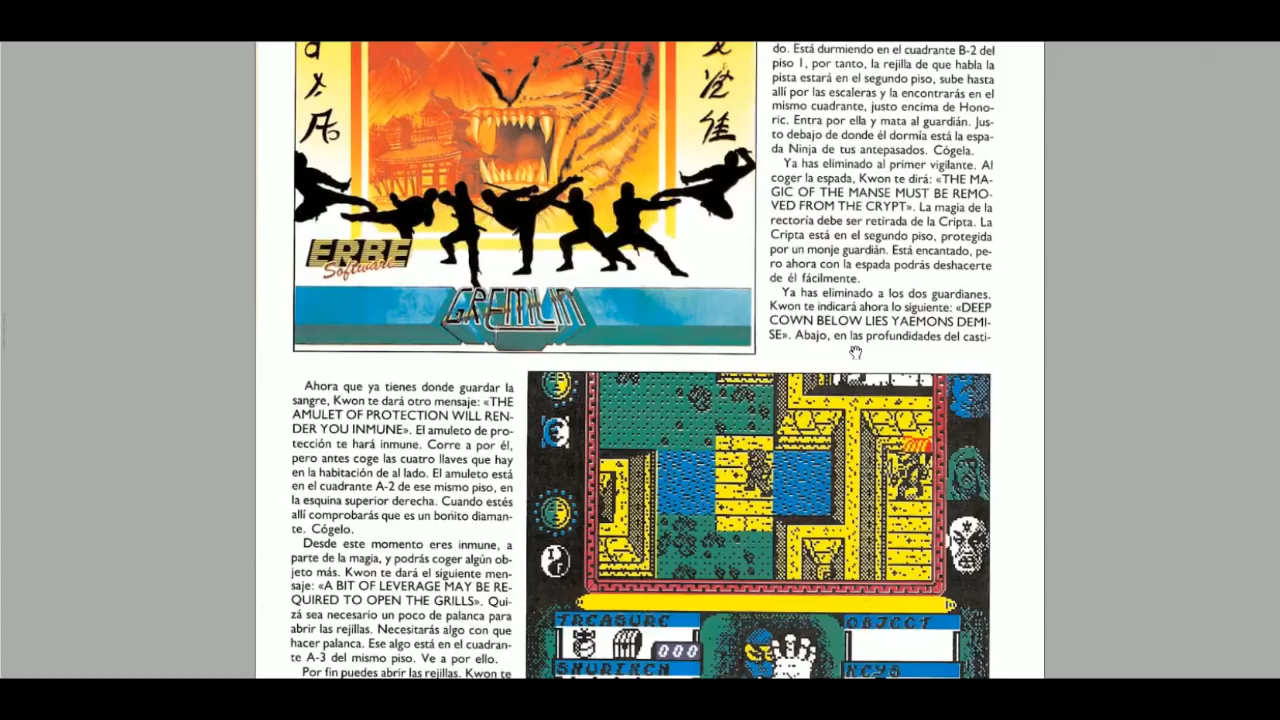 do. Está durmiendo en el cuadrante B-2 del
piso 1, por tanto, la rejilla de que habla la
pista estará en el segundo piso, sube hasta
allí por las escaleras y la encontrarás en el
mismo cuadrante, justo encima de Hono-
ric. Entra por ella y mata al guardián. Jus-
to debajo de donde él dormía está la espa-
da Ninja de tus antepasados. Cógela.
Ya has eliminado al primer vigilante. Al
coger la espada, Kwon te dirá: «THE MA-
GIC OF THE MANSE MUST BE REMO-
VED FROM THE CRYPT». La magia de la
rectoría debe ser retirada de la Cripta. La
Cripta está en el segundo piso, protegida
por un monje guardián. Está encantado, pe-
ro ahora con la espada podrás deshacerte
de él fácilmente.
Ya has eliminado a los dos guardianes.
Kwon te indicará ahora lo siguiente: «DEEP
COWN BELOW LIES YAEMONS DEMI-
SE». Abajo, en las profundidades del casti-
ERBE
Software
GREMLIN
Ahora que ya tienes donde guardar la
sangre, Kwon te dará otro mensaje: «THE
AMULET OF PROTECTION WILL REN-
DER YOU INMUNE». El amuleto de pro-
tección te hará inmune. Corre a por él,
pero antes coge las cuatro llaves que hay
en la habitación de al lado. El amuleto está
en el cuadrante A-2 de ese mismo piso, en
la esquina superior derecha. Cuando estés
allí comprobarás que es un bonito diaman-
te. Cógelo.
Desde este momento eres inmune, a
parte de la magia, y podrás coger algún ob-
jeto más. Kwon te dará el siguiente men-
saje: «A BIT OF LEVERAGE MAY BE RE-
QUIRED TO OPEN THE GRILLS». Qui-
zá sea necesario un poco de palanca para
abrir las rejillas. Necesitarás algo con que
hacer palanca. Ese algo está en el cuadran-
te A-3 del mismo piso. Ve a por ello.
Por fin puedes abrir las rejillas. Kwon te
TREASURE
OBJECT
000
SHURIKEN
KEYS